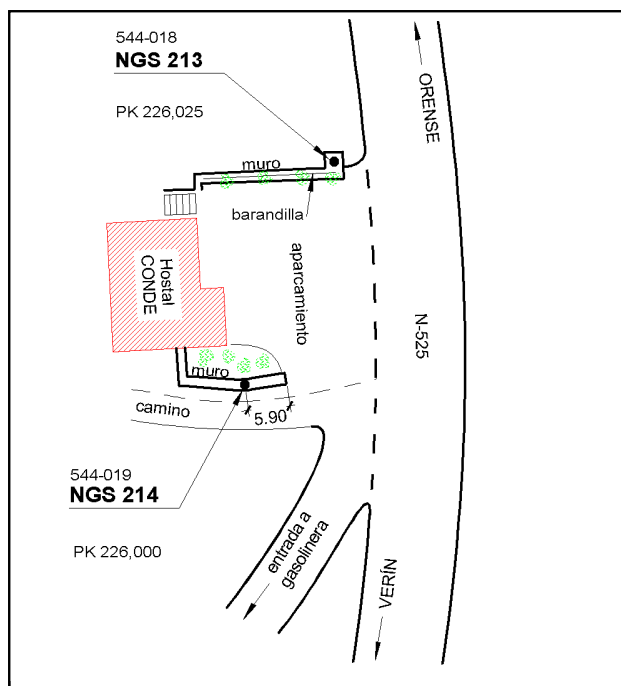 544-018
NGS 213
PK 226,025
ORENSE
muro
barandilla
aparcamiento
Hostal
CONDE
N-525
muro
camino
5.90
544-019
NGS 214
PK 226,000
entrada a
gasolinera
VERÍN